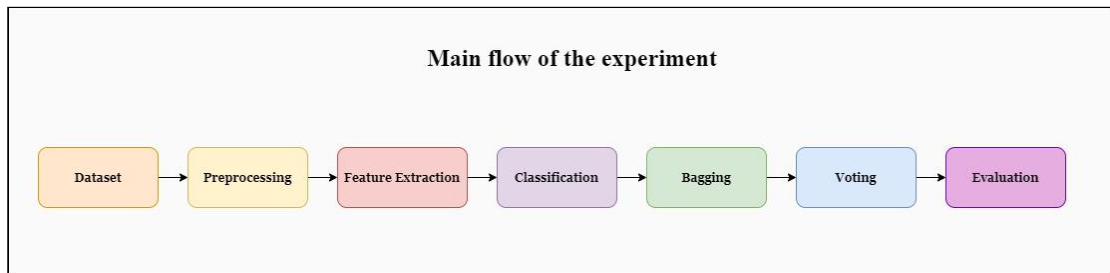 Main flow of the experiment
Dataset
Preprocessing
Feature Extraction
Classification
Bagging
Voting
Evaluation